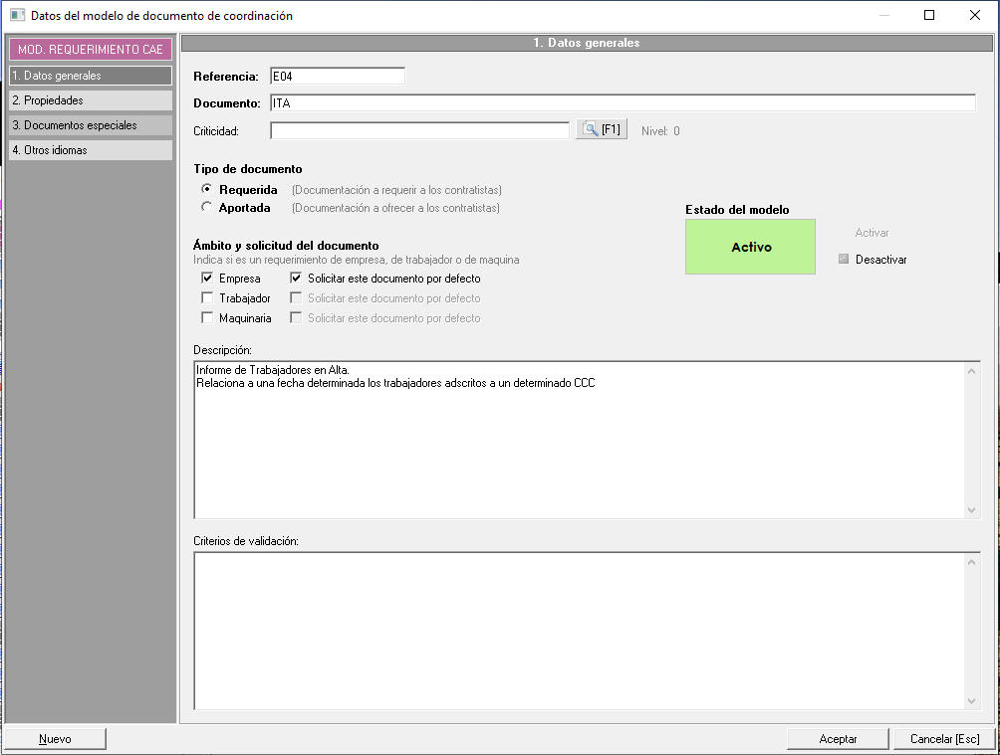 Datos del modelo de documento de coordinación
MOD. REQUERIMIENTO CAE
1. Datos generales
2. Propiedades
3. Documentos especiales
4. Otros idiomas
1. Datos generales
Referencia: E04
Documento: ITA
Criticidad: [F1] Nivel: 0
Tipo de documento
Requerida (Documentación a requerir a los contratistas)
Aportada (Documentación a ofrecer a los contratistas)
Estado del modelo
Activo
Activar
Desactivar
Ámbito y solicitud del documento
Indica si es un requerimiento de empresa, de trabajador o de maquina
Empresa Solicitar este documento por defecto
Trabajador Solicitar este documento por defecto
Maquinaria Solicitar este documento por defecto
Descripción:
Informe de Trabajadores en Alta.
Relaciona a una fecha determinada los trabajadores adscritos a un determinado CCC
Criterios de validación:
Nuevo
Aceptar
Cancelar [Esc]